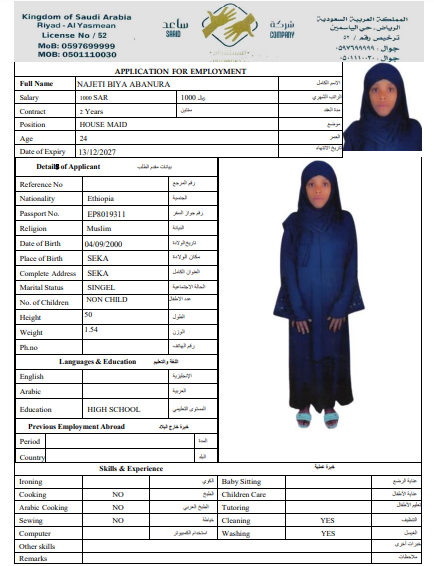 Kingdom of Saudi Arabia
Riyad - Al Yasmean
License No / 52
MoB: 0597699999
MOB: 0501110030
ساعد
SAAID
شركة
COMPANY
المملكة العربية السعودية
الرياض - حي الياسمين
ترخيص رقم / ٥٢
جوال : ٠٥٩٧٦٩٩٩٩٩
جوال : ٠٥٠١١١٠٠٣٠
APPLICATION FOR EMPLOYMENT
Full Name NAJETI BIYA ABANURA الاسم الكامل
Salary 1000 SAR 1000 ريال الراتب الشهري
Contract 2 Years سنتين مدة العقد
Position HOUSE MAID موضع
Age 24 العمر
Date of Expiry 13/12/2027 تاريخ الانتهاء
Details of Applicant بيانات مقدم الطلب
Reference No رقم المرجع
Nationality Ethiopia الجنسية
Passport No. EP8019311 رقم جواز السفر
Religion Muslim الديانة
Date of Birth 04/09/2000 تاريخ الولادة
Place of Birth SEKA مكان الولادة
Complete Address SEKA العنوان الكامل
Marital Status SINGEL الحالة الاجتماعية
No. of Children NON CHILD عدد الاطفال
Height 50 الطول
Weight 1.54 الوزن
Ph.no رقم الهاتف
Languages & Education اللغة والتعليم
English الإنجليزية
Arabic العربية
Education HIGH SCHOOL المستوى التعليمي
Previous Employment Abroad خبرة خارج البلاد
Period المدة
Country البلد
Skills & Experience خبرة عملية
Ironing الكوي Baby Sitting عناية الرضع
Cooking NO الطبخ Children Care عناية الأطفال
Arabic Cooking NO الطبخ العربي Tutoring تعليم الأطفال
Sewing NO خياطة Cleaning YES التنظيف
Computer استخدام الكمبيوتر Washing YES الغسيل
Other skills خبرات أخرى
Remarks ملاحظات